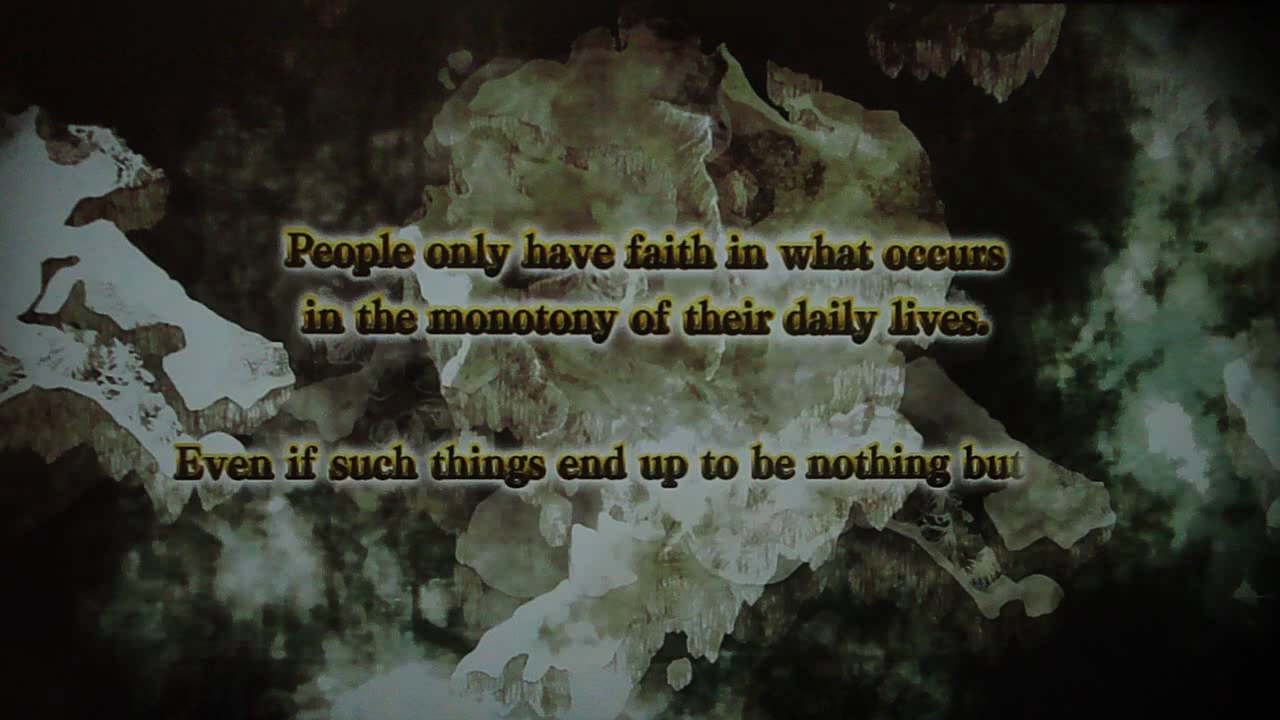 People only have faith in what occurs
in the monotony of their daily lives.
Even if such things end up to be nothing but